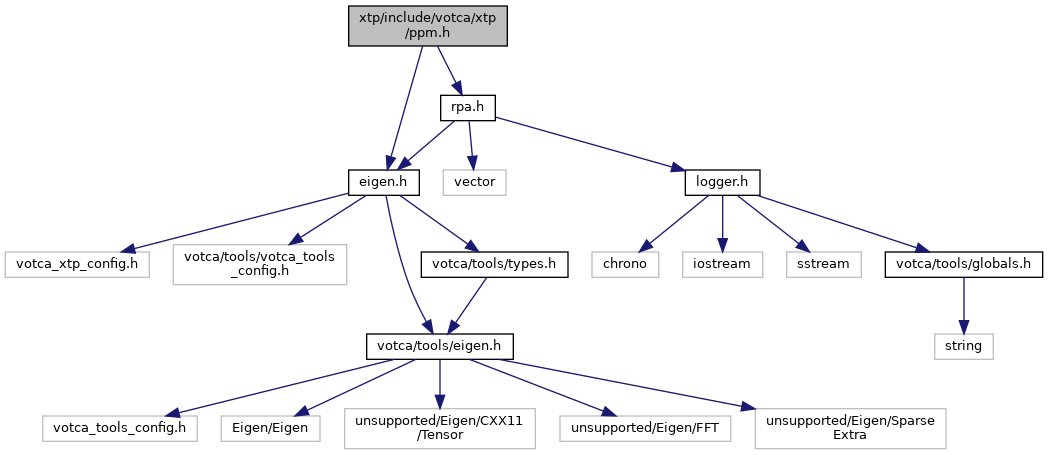 xtp/include/votca/xtp
/ppm.h
rpa.h
eigen.h
vector
logger.h
votca_xtp_config.h
votca/tools/votca_tools
_config.h
votca/tools/types.h
chrono
iostream
sstream
votca/tools/globals.h
votca/tools/eigen.h
string
votca_tools_config.h
Eigen/Eigen
unsupported/Eigen/CXX11
/Tensor
unsupported/Eigen/FFT
unsupported/Eigen/Sparse
Extra